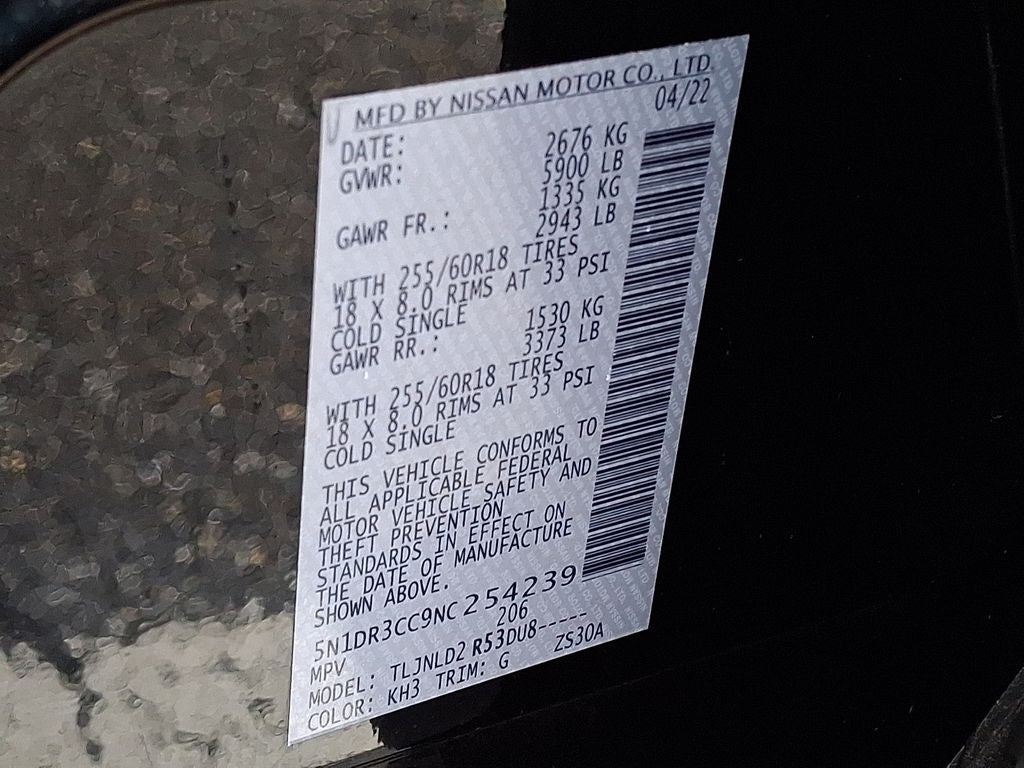 MFD BY NISSAN MOTOR CO., LTD.
DATE: 04/22
GVWR: 2676 KG
5900 LB
GAWR FR.: 1335 KG
2943 LB
WITH 255/60R18 TIRES
18 X 8.0 RIMS AT 33 PSI
COLD SINGLE
GAWR RR.: 1530 KG
3373 LB
WITH 255/60R18 TIRES
18 X 8.0 RIMS AT 33 PSI
COLD SINGLE
THIS VEHICLE CONFORMS TO
ALL APPLICABLE FEDERAL
MOTOR VEHICLE SAFETY AND
THEFT PREVENTION
STANDARDS IN EFFECT ON
THE DATE OF MANUFACTURE
SHOWN ABOVE.
5N1DR3CC9NC254239
MPV 206
MODEL: TLJNLD2 R53DU8-----
COLOR: KH3 TRIM: G ZS30A